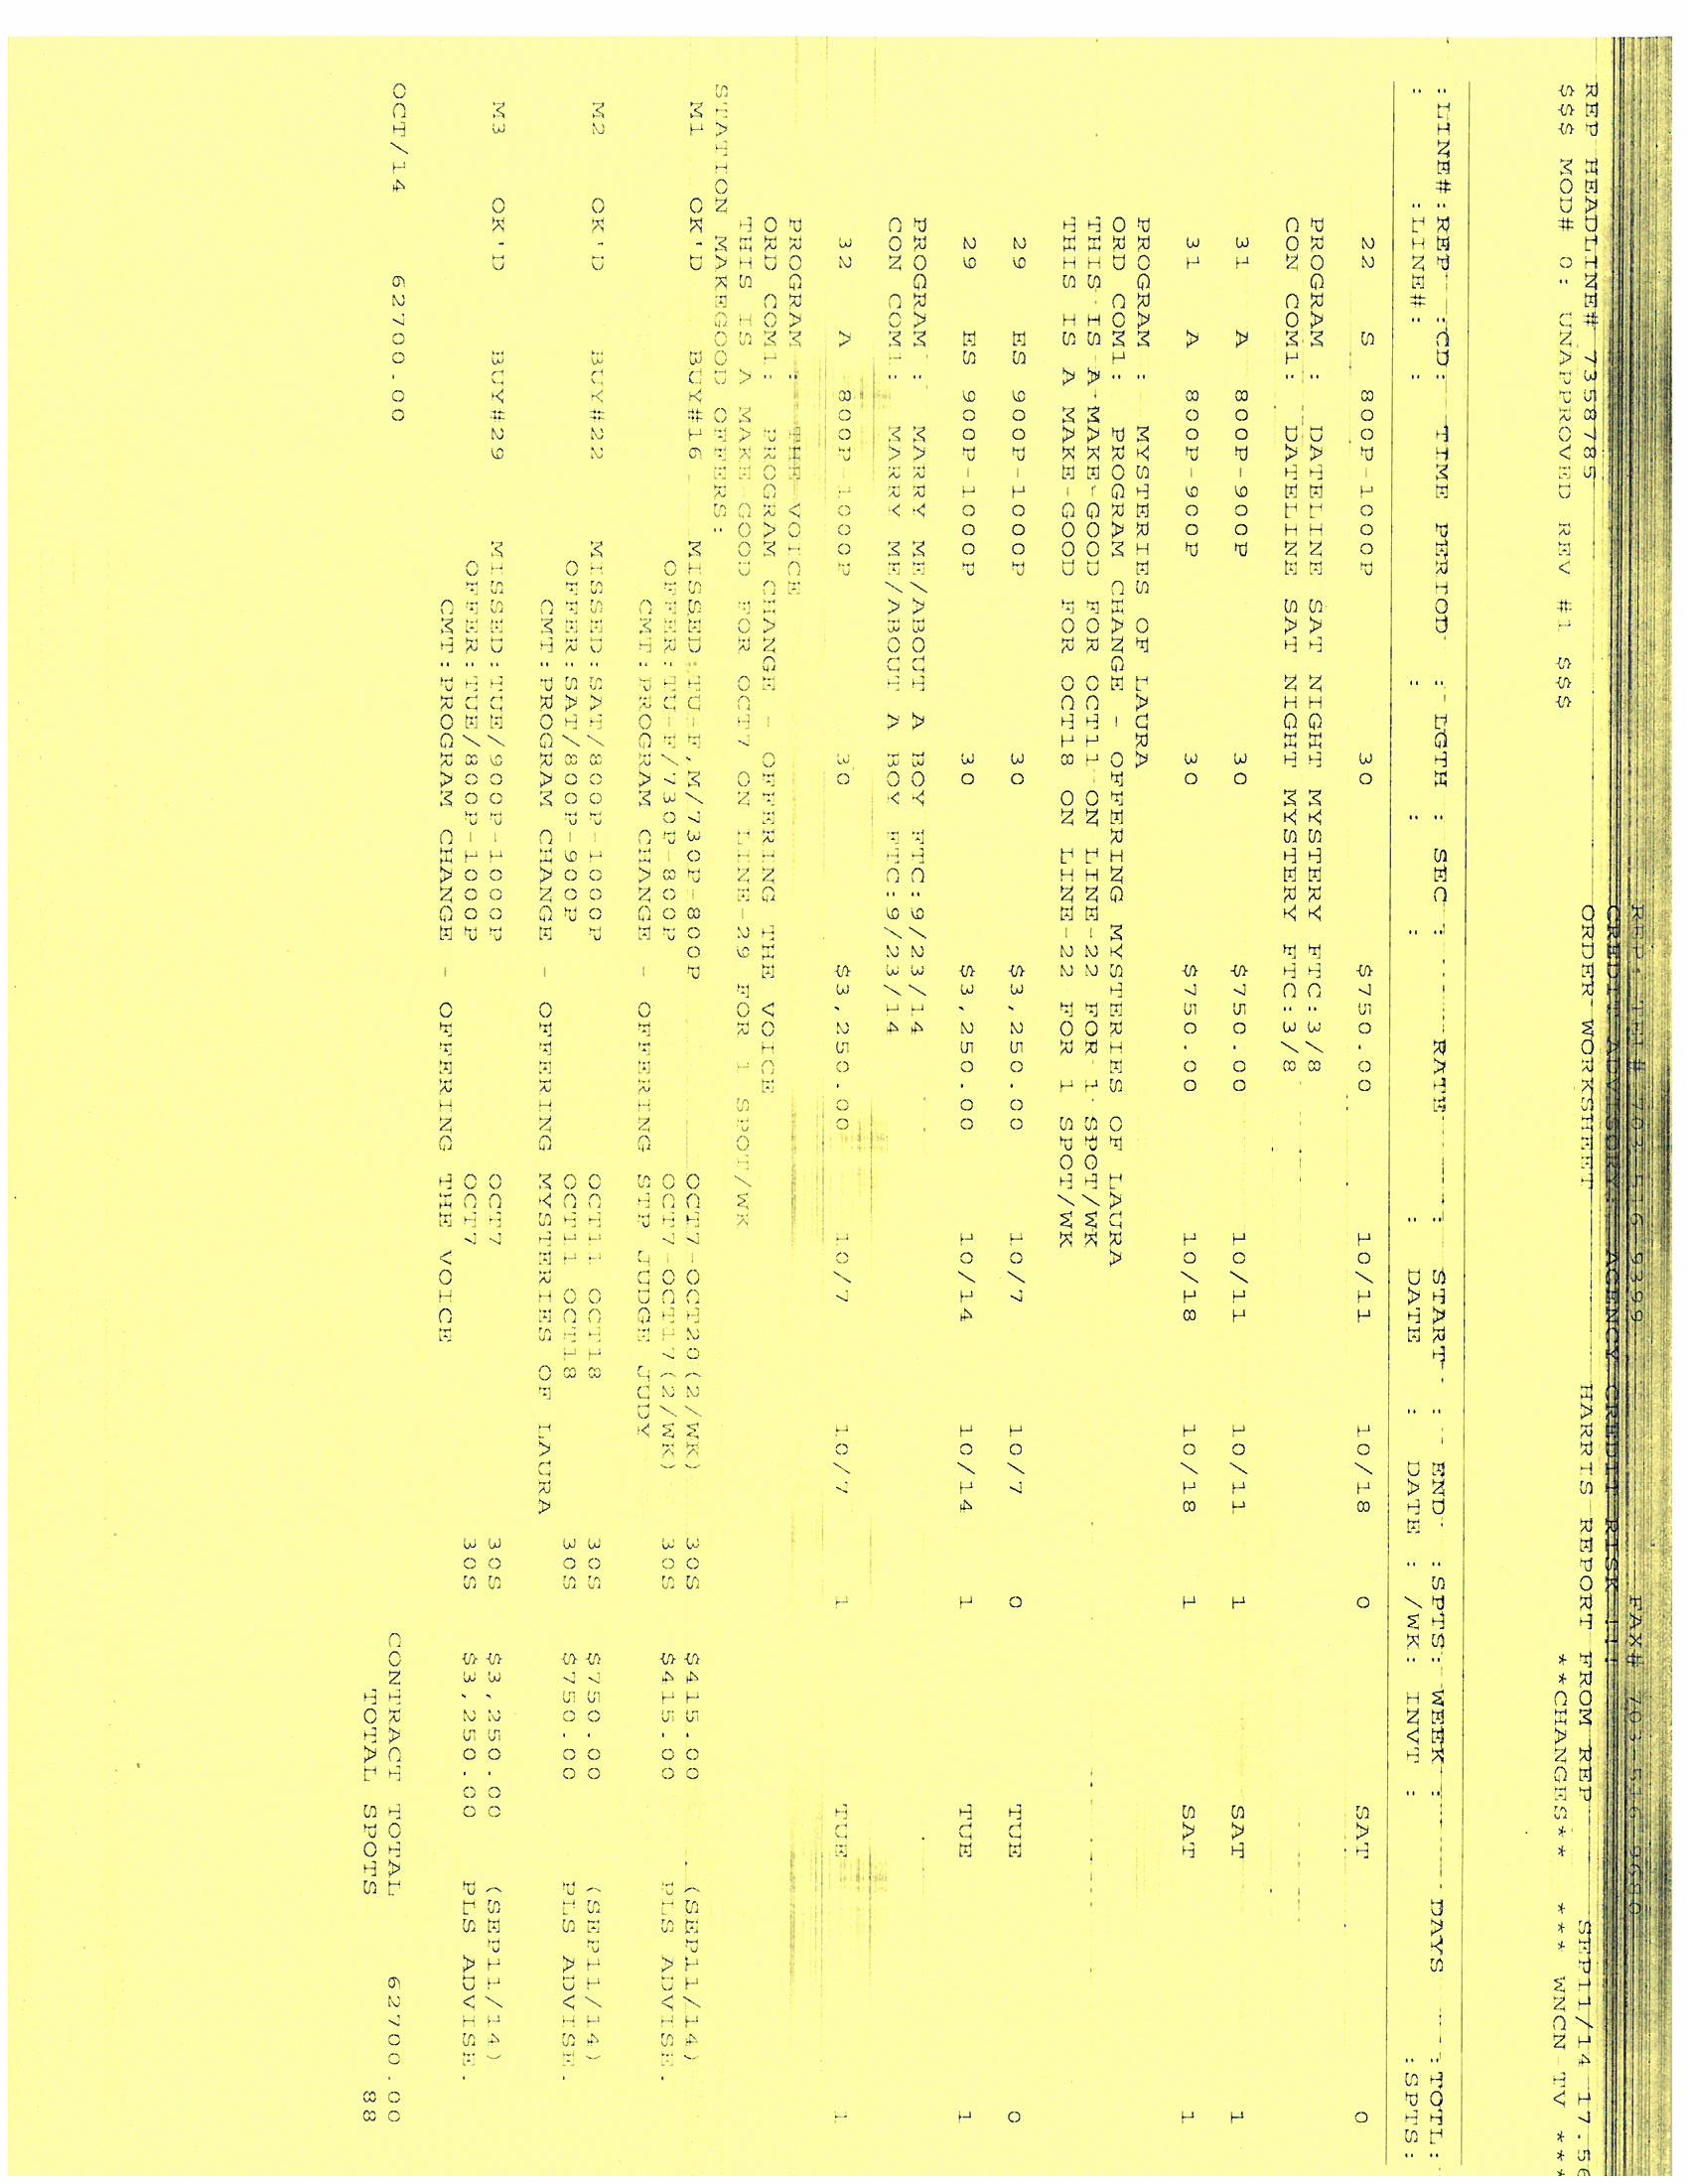 REP TEL# 703-516-9399 FAX# 703-516-9680
CREDIT ADVISORY: AGENCY CREDIT RISK !!!
REP HEADLINE# 7358785 ORDER WORKSHEET HARRIS REPORT FROM REP SEP11/14 17.56
$$$ MOD# 0: UNAPPROVED REV #1 $$$ **CHANGES** *** WNCN-TV ***
:LINE#:REP :CD: TIME PERIOD : LGTH : SEC : RATE : START : END :SPTS: WEEK : DAYS :TOTL:
: :LINE#: : : : : : DATE : DATE : /WK: INVT : :SPTS:
22 S 800P-1000P 30 $750.00 10/11 10/18 0 SAT 0
PROGRAM : DATELINE SAT NIGHT MYSTERY FTC:3/8
CON COM1: DATELINE SAT NIGHT MYSTERY FTC:3/8
31 A 800P-900P 30 $750.00 10/11 10/11 1 SAT 1
31 A 800P-900P 30 $750.00 10/18 10/18 1 SAT 1
PROGRAM : MYSTERIES OF LAURA
ORD COM1: PROGRAM CHANGE - OFFERING MYSTERIES OF LAURA
THIS IS A MAKE-GOOD FOR OCT11 ON LINE-22 FOR 1 SPOT/WK
THIS IS A MAKE-GOOD FOR OCT18 ON LINE-22 FOR 1 SPOT/WK
29 ES 900P-1000P 30 $3,250.00 10/7 10/7 0 TUE 0
29 ES 900P-1000P 30 $3,250.00 10/14 10/14 1 TUE 1
PROGRAM : MARRY ME/ABOUT A BOY FTC:9/23/14
CON COM1: MARRY ME/ABOUT A BOY FTC:9/23/14
32 A 800P-1000P 30 $3,250.00 10/7 10/7 1 TUE 1
PROGRAM : THE VOICE
ORD COM1: PROGRAM CHANGE - OFFERING THE VOICE
THIS IS A MAKE-GOOD FOR OCT7 ON LINE-29 FOR 1 SPOT/WK
STATION MAKEGOOD OFFERS:
M1 OK'D BUY#16 MISSED:TU-F,M/730P-800P OCT7-OCT20(2/WK) 30S $415.00 (SEP11/14)
OFFER:TU-F/730P-800P OCT7-OCT17(2/WK) 30S $415.00 PLS ADVISE.
CMT:PROGRAM CHANGE - OFFERING STP JUDGE JUDY
M2 OK'D BUY#22 MISSED:SAT/800P-1000P OCT11 OCT18 30S $750.00 (SEP11/14)
OFFER:SAT/800P-900P OCT11 OCT18 30S $750.00 PLS ADVISE.
CMT:PROGRAM CHANGE - OFFERING MYSTERIES OF LAURA
M3 OK'D BUY#29 MISSED:TUE/900P-1000P OCT7 30S $3,250.00 (SEP11/14)
OFFER:TUE/800P-1000P OCT7 30S $3,250.00 PLS ADVISE.
CMT:PROGRAM CHANGE - OFFERING THE VOICE
OCT/14 62700.00 CONTRACT TOTAL 62700.00
TOTAL SPOTS 88